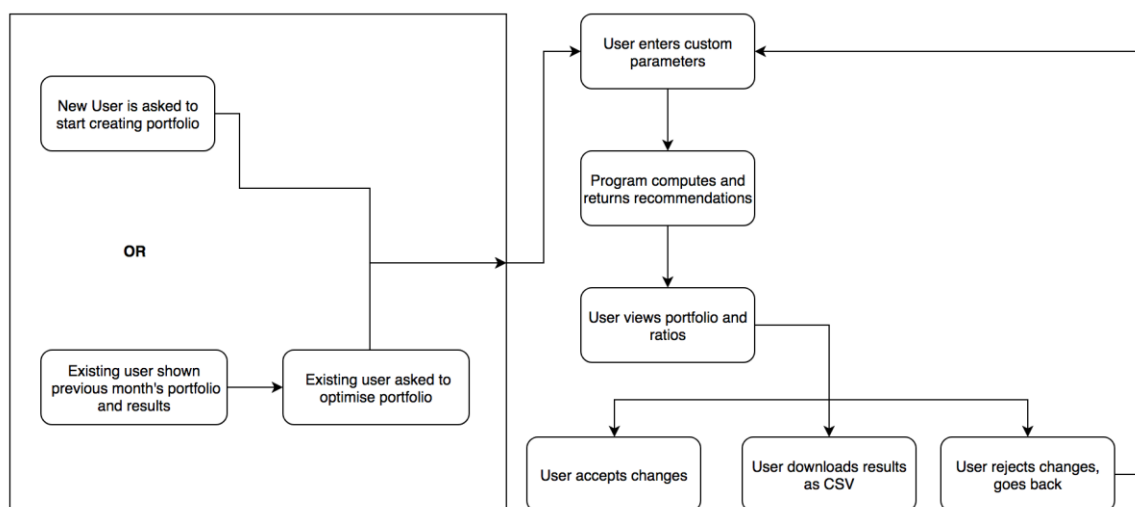 New User is asked to
start creating portfolio
OR
Existing user shown
previous month's portfolio
and results
Existing user asked to
optimise portfolio
User enters custom
parameters
Program computes and
returns recommendations
User views portfolio and
ratios
User accepts changes
User downloads results
as CSV
User rejects changes,
goes back